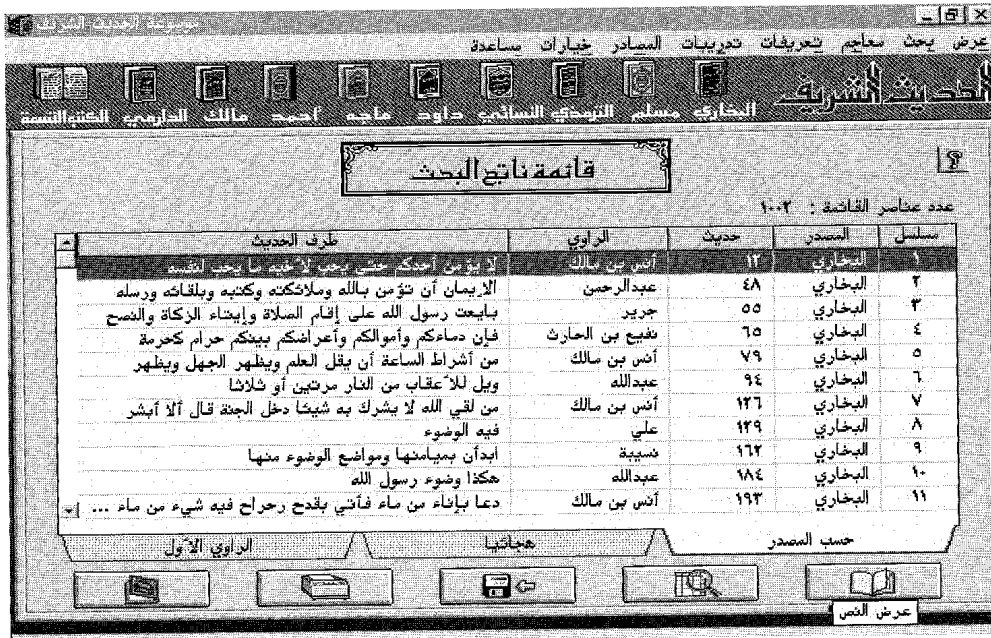 موسوعة الحديث الشريف
عرض بحث معاجم تعريفات تدريبات المصادر خيارات مساعدة
الحديث الشريف
البخاري مسلم الترمذي النسائي داود ماجه أحمد مالك الدارمي الكتب التسعة
قائمة ناتج البحث
عدد عناصر القائمة : ١٠٠٢
مسلسل المصدر حديث الراوي طرف الحديث
١ البخاري ١٢ أنس بن مالك لا يؤمن أحدكم حتى يحب لأخيه ما يحب لنفسه
٢ البخاري ٤٨ عبدالرحمن الإيمان أن تؤمن بالله وملائكته وكتبه وبلقائه ورسله
٣ البخاري ٥٥ جرير بايعت رسول الله على إقام الصلاة وإيتاء الزكاة والنصح
٤ البخاري ٦٥ نفيع بن الحارث فإن دماءكم وأموالكم وأعراضكم بينكم حرام كحرمة
٥ البخاري ٧٩ أنس بن مالك من أشراط الساعة أن يقل العلم ويظهر الجهل ويظهر
٦ البخاري ٩٤ عبدالله ويل للأعقاب من النار مرتين أو ثلاثا
٧ البخاري ١٢٦ أنس بن مالك من لقي الله لا يشرك به شيئا دخل الجنة قال ألا أبشر
٨ البخاري ١٢٩ علي فيه الوضوء
٩ البخاري ١٦٢ نسيبة ابدأن بميامنها ومواضع الوضوء منها
١٠ البخاري ١٨٤ عبدالله هكذا وضوء رسول الله
١١ البخاري ١٩٣ أنس بن مالك دعا بإناء من ماء فأتي بقدح رحراح فيه شيء من ماء ...
حسب المصدر هجائيا الراوي الأول
عرض النص